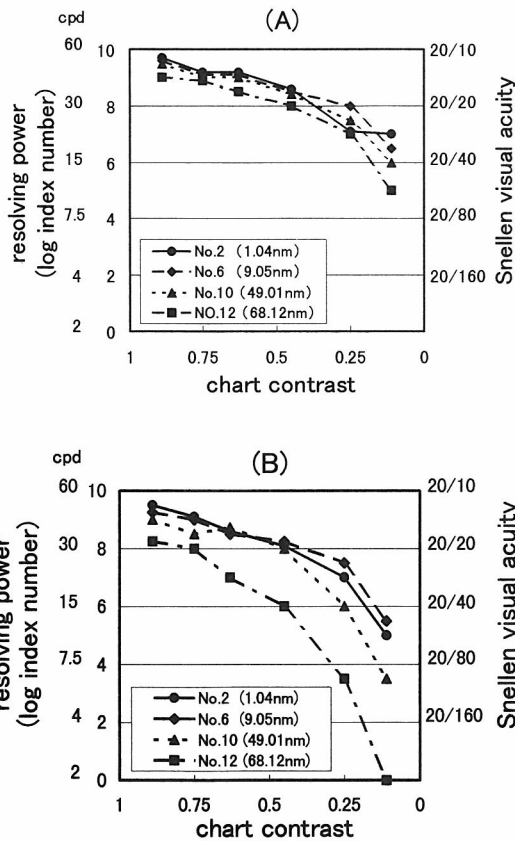 (A)
cpd
60
30
15
7.5
4
2
resolving power
(log index number)
10
8
6
4
2
0
20/10
20/20
20/40
20/80
20/160
Snellen visual acuity
No.2 (1.04nm)
No.6 (9.05nm)
No.10 (49.01nm)
NO.12 (68.12nm)
1 0.75 0.5 0.25 0
chart contrast
(B)
cpd
60
30
15
7.5
4
2
resolving power
(log index number)
10
8
6
4
2
0
20/10
20/20
20/40
20/80
20/160
Snellen visual acuity
No.2 (1.04nm)
No.6 (9.05nm)
No.10 (49.01nm)
No.12 (68.12nm)
1 0.75 0.5 0.25 0
chart contrast